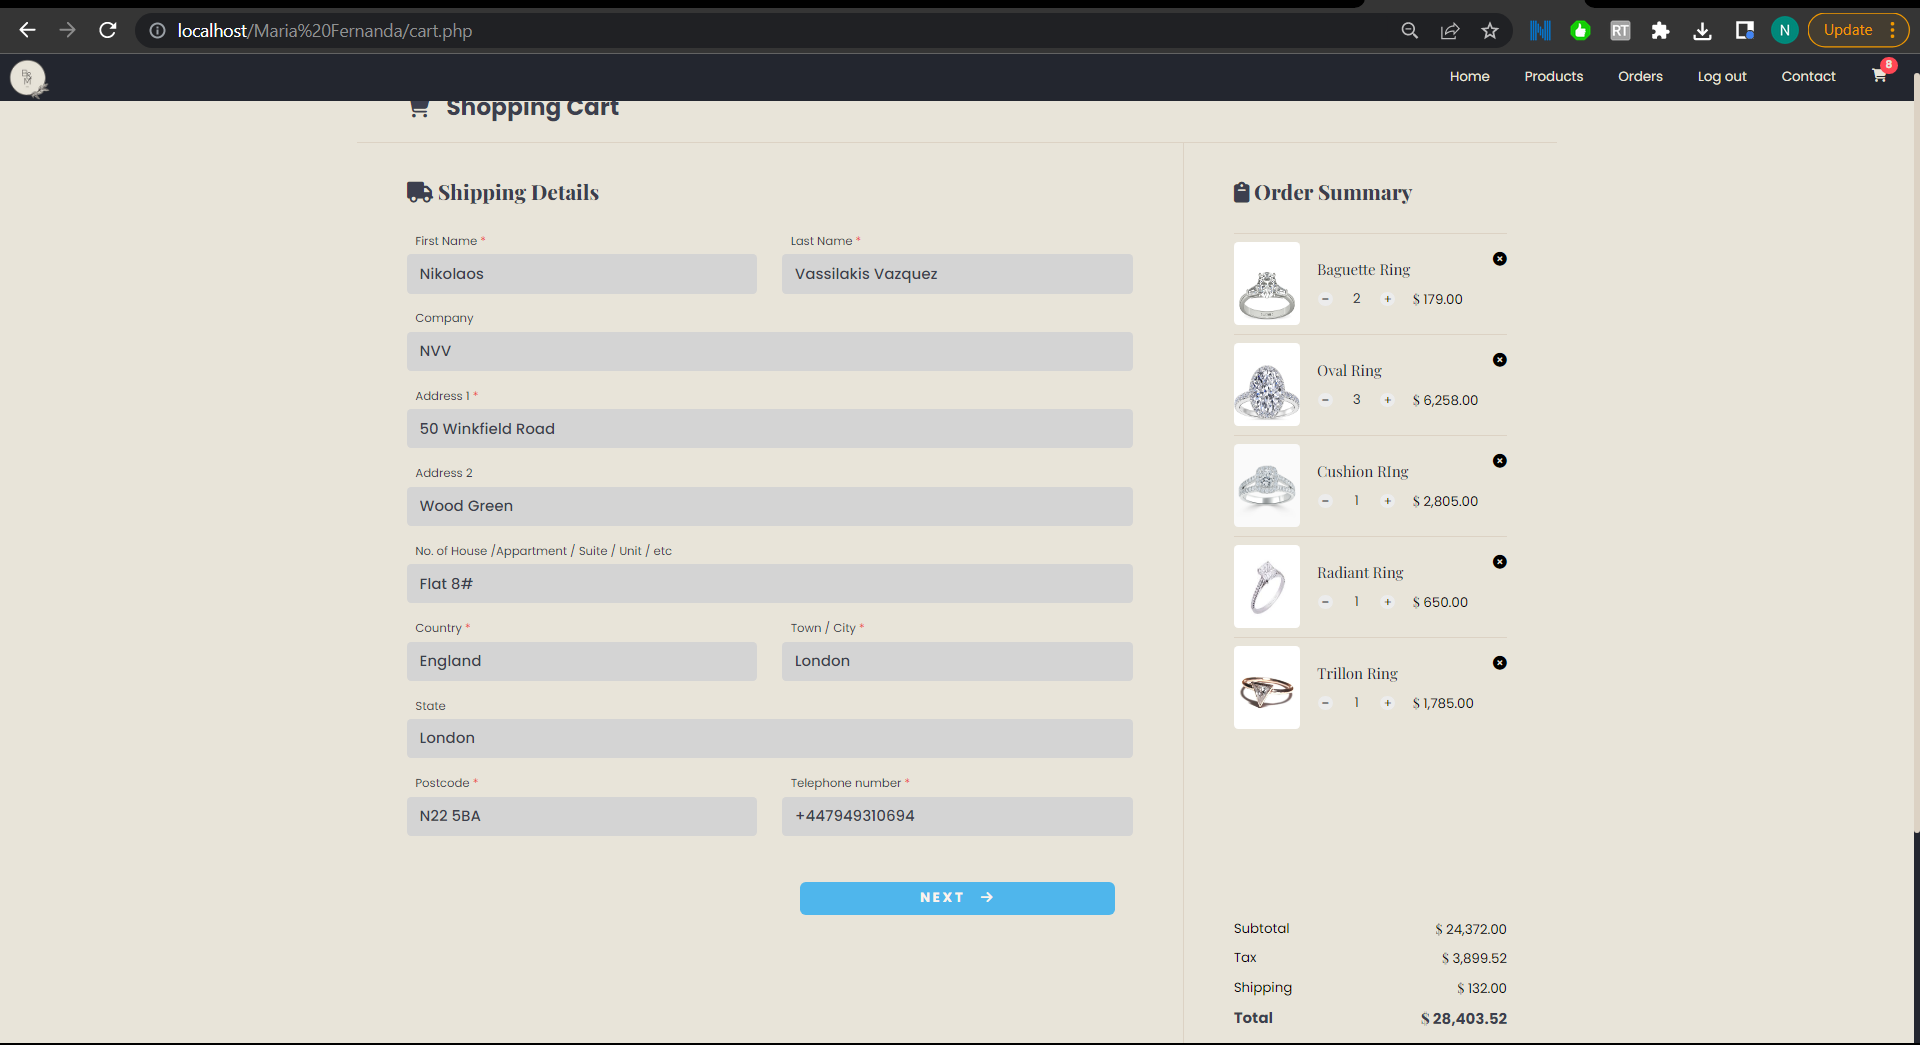 localhost/Maria%20Fernanda/cart.php
RT
N
Update
Home
Products
Orders
Log out
Contact
8
Shopping Cart
Shipping Details
First Name *
Last Name *
Nikolaos
Vassilakis Vazquez
Company
NVV
Address 1 *
50 Winkfield Road
Address 2
Wood Green
No. of House /Appartment / Suite / Unit / etc
Flat 8#
Country *
Town / City *
England
London
State
London
Postcode *
Telephone number *
N22 5BA
+447949310694
NEXT →
Order Summary
Baguette Ring
− 2 + $ 179.00
Oval Ring
− 3 + $ 6,258.00
Cushion RIng
− 1 + $ 2,805.00
Radiant Ring
− 1 + $ 650.00
Trillon Ring
− 1 + $ 1,785.00
Subtotal $ 24,372.00
Tax $ 3,899.52
Shipping $ 132.00
Total $ 28,403.52